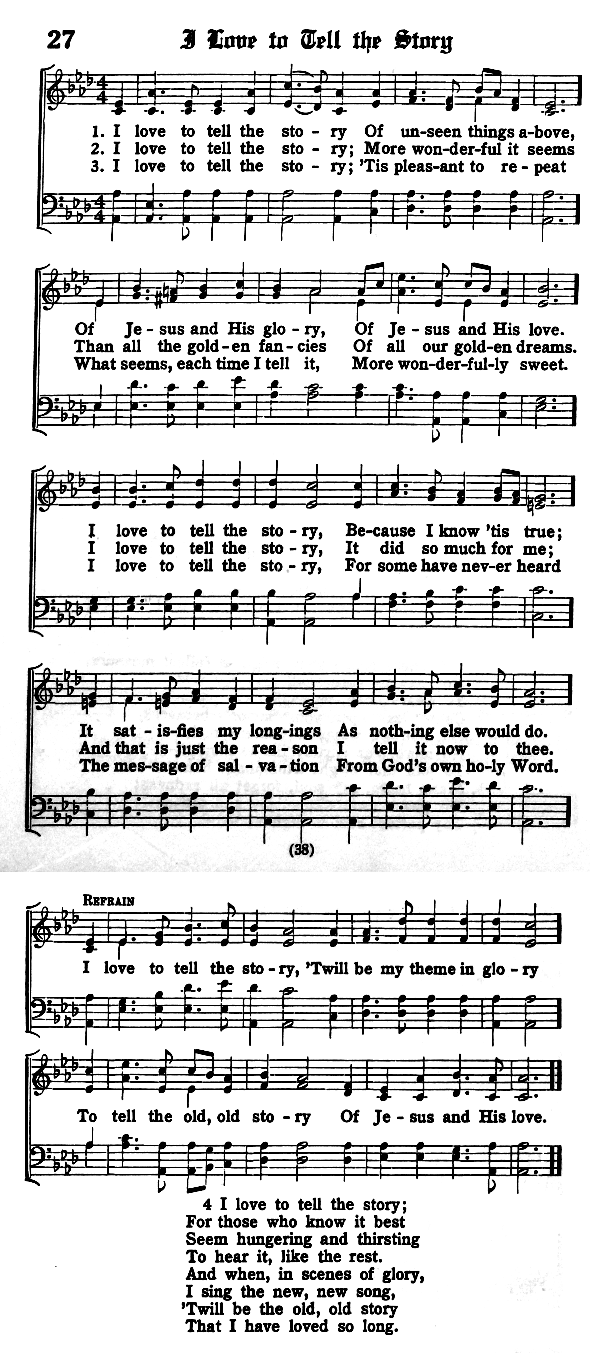 27 I Love to Tell the Story
1. I love to tell the sto - ry Of un-seen things a-bove,
2. I love to tell the sto - ry; More won-der-ful it seems
3. I love to tell the sto - ry; 'Tis pleas-ant to re - peat
Of Je - sus and His glo - ry, Of Je - sus and His love.
Than all the gold-en fan - cies Of all our gold-en dreams.
What seems, each time I tell it, More won-der-ful-ly sweet.
I love to tell the sto - ry, Be-cause I know 'tis true;
I love to tell the sto - ry, It did so much for me;
I love to tell the sto - ry, For some have nev-er heard
It sat - is-fies my long-ings As noth-ing else would do.
And that is just the rea - son I tell it now to thee.
The mes-sage of sal - va - tion From God's own ho-ly Word.
(38)
REFRAIN
I love to tell the sto - ry, 'Twill be my theme in glo - ry
To tell the old, old sto - ry Of Je - sus and His love.
4 I love to tell the story;
For those who know it best
Seem hungering and thirsting
To hear it, like the rest.
And when, in scenes of glory,
I sing the new, new song,
'Twill be the old, old story
That I have loved so long.